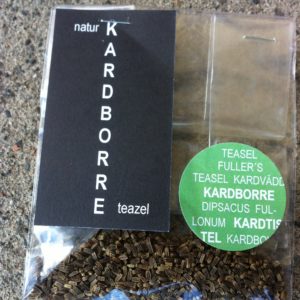 natur
KARDBORRE
teazel
TEASEL
FULLER'S
TEASEL KARDVÄDD
KARDBORRE
DIPSACUS FUL-
LONUM KARDTIS
TEL KARDBO